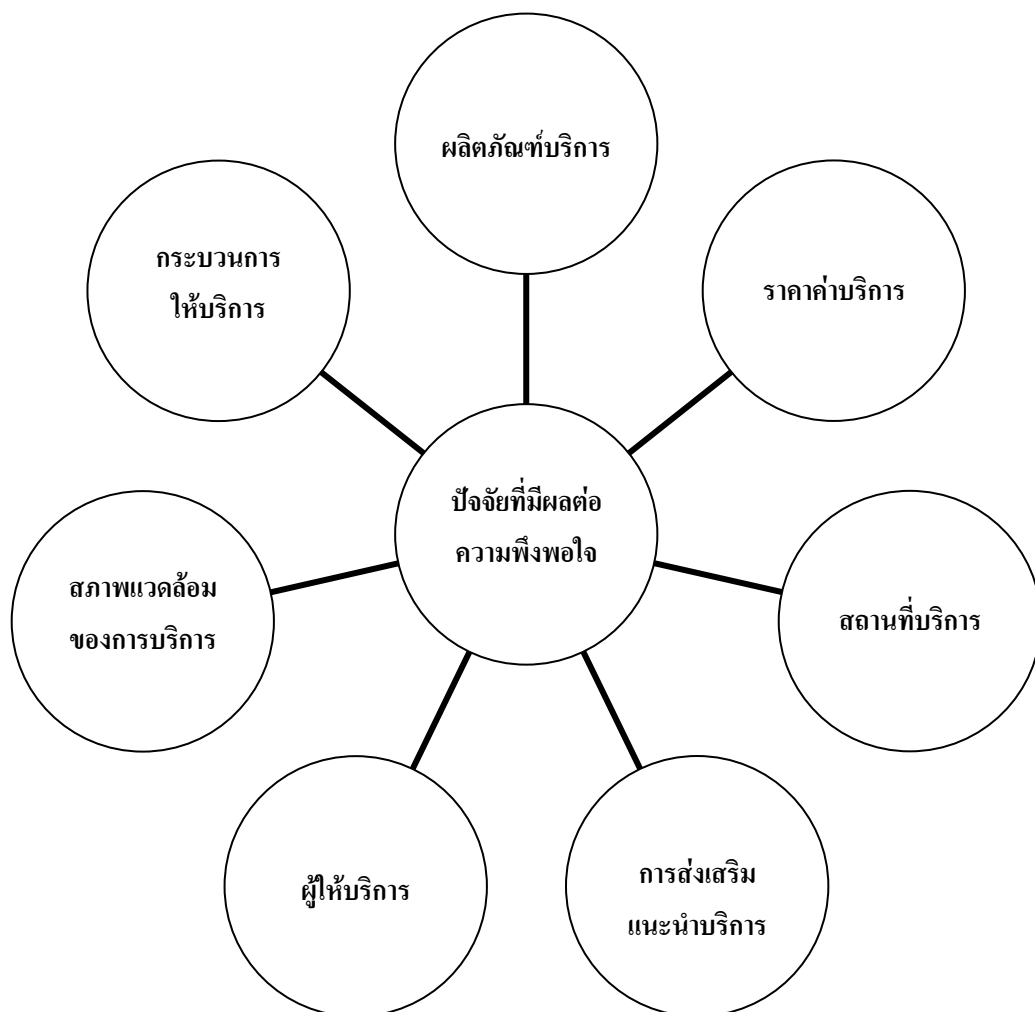 ผลิตภัณฑ์บริการ
กระบวนการ
ให้บริการ
ราคาค่าบริการ
ปัจจัยที่มีผลต่อ
ความพึงพอใจ
สภาพแวดล้อม
ของการบริการ
สถานที่บริการ
ผู้ให้บริการ
การส่งเสริม
แนะนำบริการ